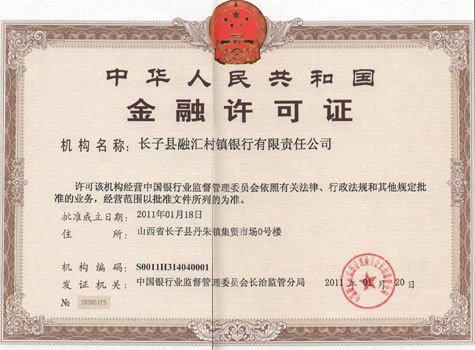 中华人民共和国
金融许可证
机构名称: 长子县融汇村镇银行有限责任公司
许可该机构经营中国银行业监督管理委员会依照有关法律、行政法规和其他规定批
准的业务，经营范围以批准文件所列的为准。
批准成立日期: 2011年01月18日
住 所: 山西省长子县丹朱镇集贸市场0号楼
机构编码: S0011H314040001
发证机关: 中国银行业监督管理委员会长治监管分局 2011年01月20日
№ 00365125